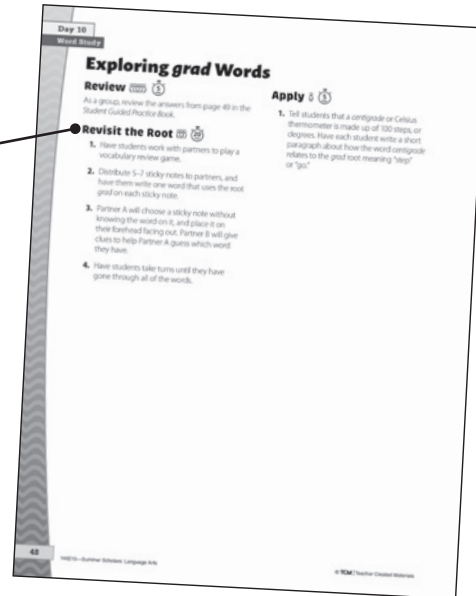 Day 10
Word Study
Exploring grad Words
Review 5
As a group, review the answers from page 49 in the
Student Guided Practice Book.
Revisit the Root 20
1. Have students work with partners to play a
vocabulary review game.
2. Distribute 5–7 sticky notes to partners, and
have them write one word that uses the root
grad on each sticky note.
3. Partner A will choose a sticky note without
knowing the word on it, and place it on
their forehead facing out. Partner B will give
clues to help Partner A guess which word
they have.
4. Have students take turns until they have
gone through all of the words.
Apply 5
1. Tell students that a centigrade or Celsius
thermometer is made up of 100 steps, or
degrees. Have each student write a short
paragraph about how the word centigrade
relates to the grad root meaning "step"
or "go."
48
—Summer Scholars: Language Arts
© TCM | Teacher Created Materials